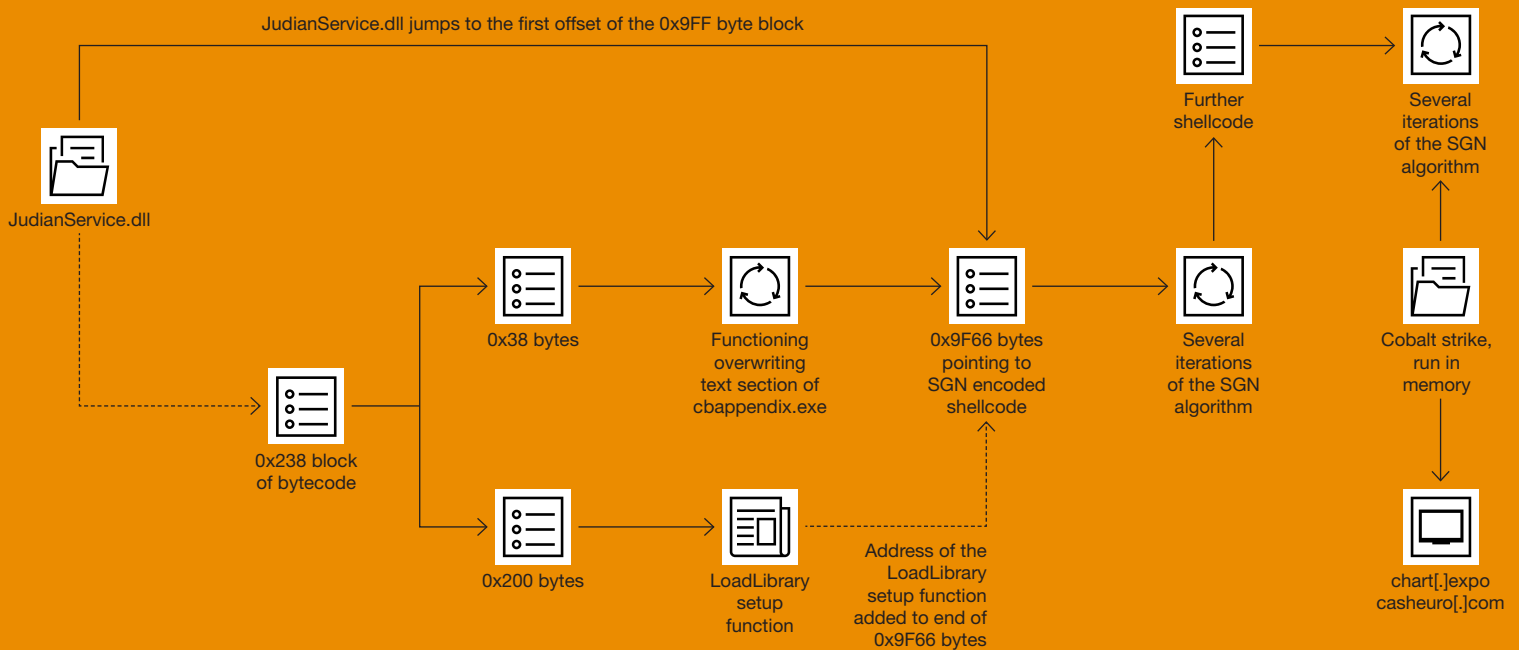 JudianService.dll jumps to the first offset of the 0x9FF byte block
JudianService.dll
0x238 block
of bytecode
0x38 bytes
0x200 bytes
Functioning
overwriting
text section of
cbappendix.exe
LoadLibrary
setup
function
0x9F66 bytes
pointing to
SGN encoded
shellcode
Address of the
LoadLibrary
setup function
added to end of
0x9F66 bytes
Several
iterations
of the SGN
algorithm
Further
shellcode
Several
iterations
of the SGN
algorithm
Cobalt strike,
run in
memory
chart[.]expo
casheuro[.]com